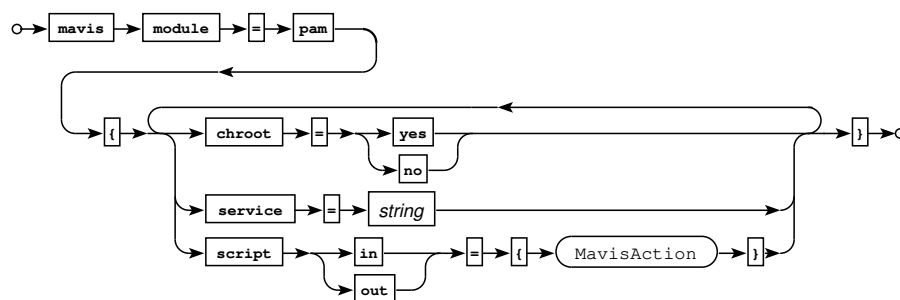 mavis module = pam
{ chroot = yes }
no
service = string
script in = { MavisAction }
out